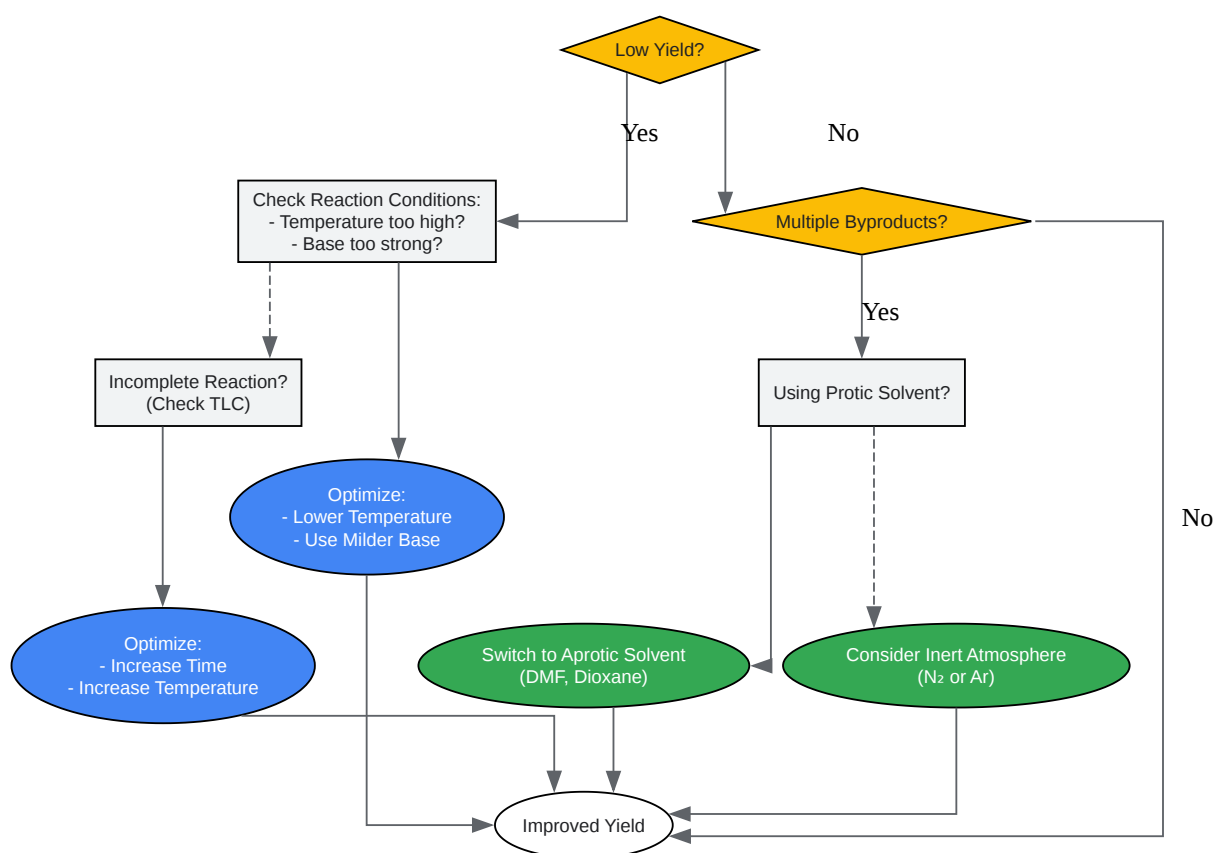 Low Yield?
Yes
No
Check Reaction Conditions:
- Temperature too high?
- Base too strong?
Multiple Byproducts?
Yes
Incomplete Reaction?
(Check TLC)
Using Protic Solvent?
Optimize:
- Lower Temperature
- Use Milder Base
No
Optimize:
- Increase Time
- Increase Temperature
Switch to Aprotic Solvent
(DMF, Dioxane)
Consider Inert Atmosphere
(N₂ or Ar)
Improved Yield